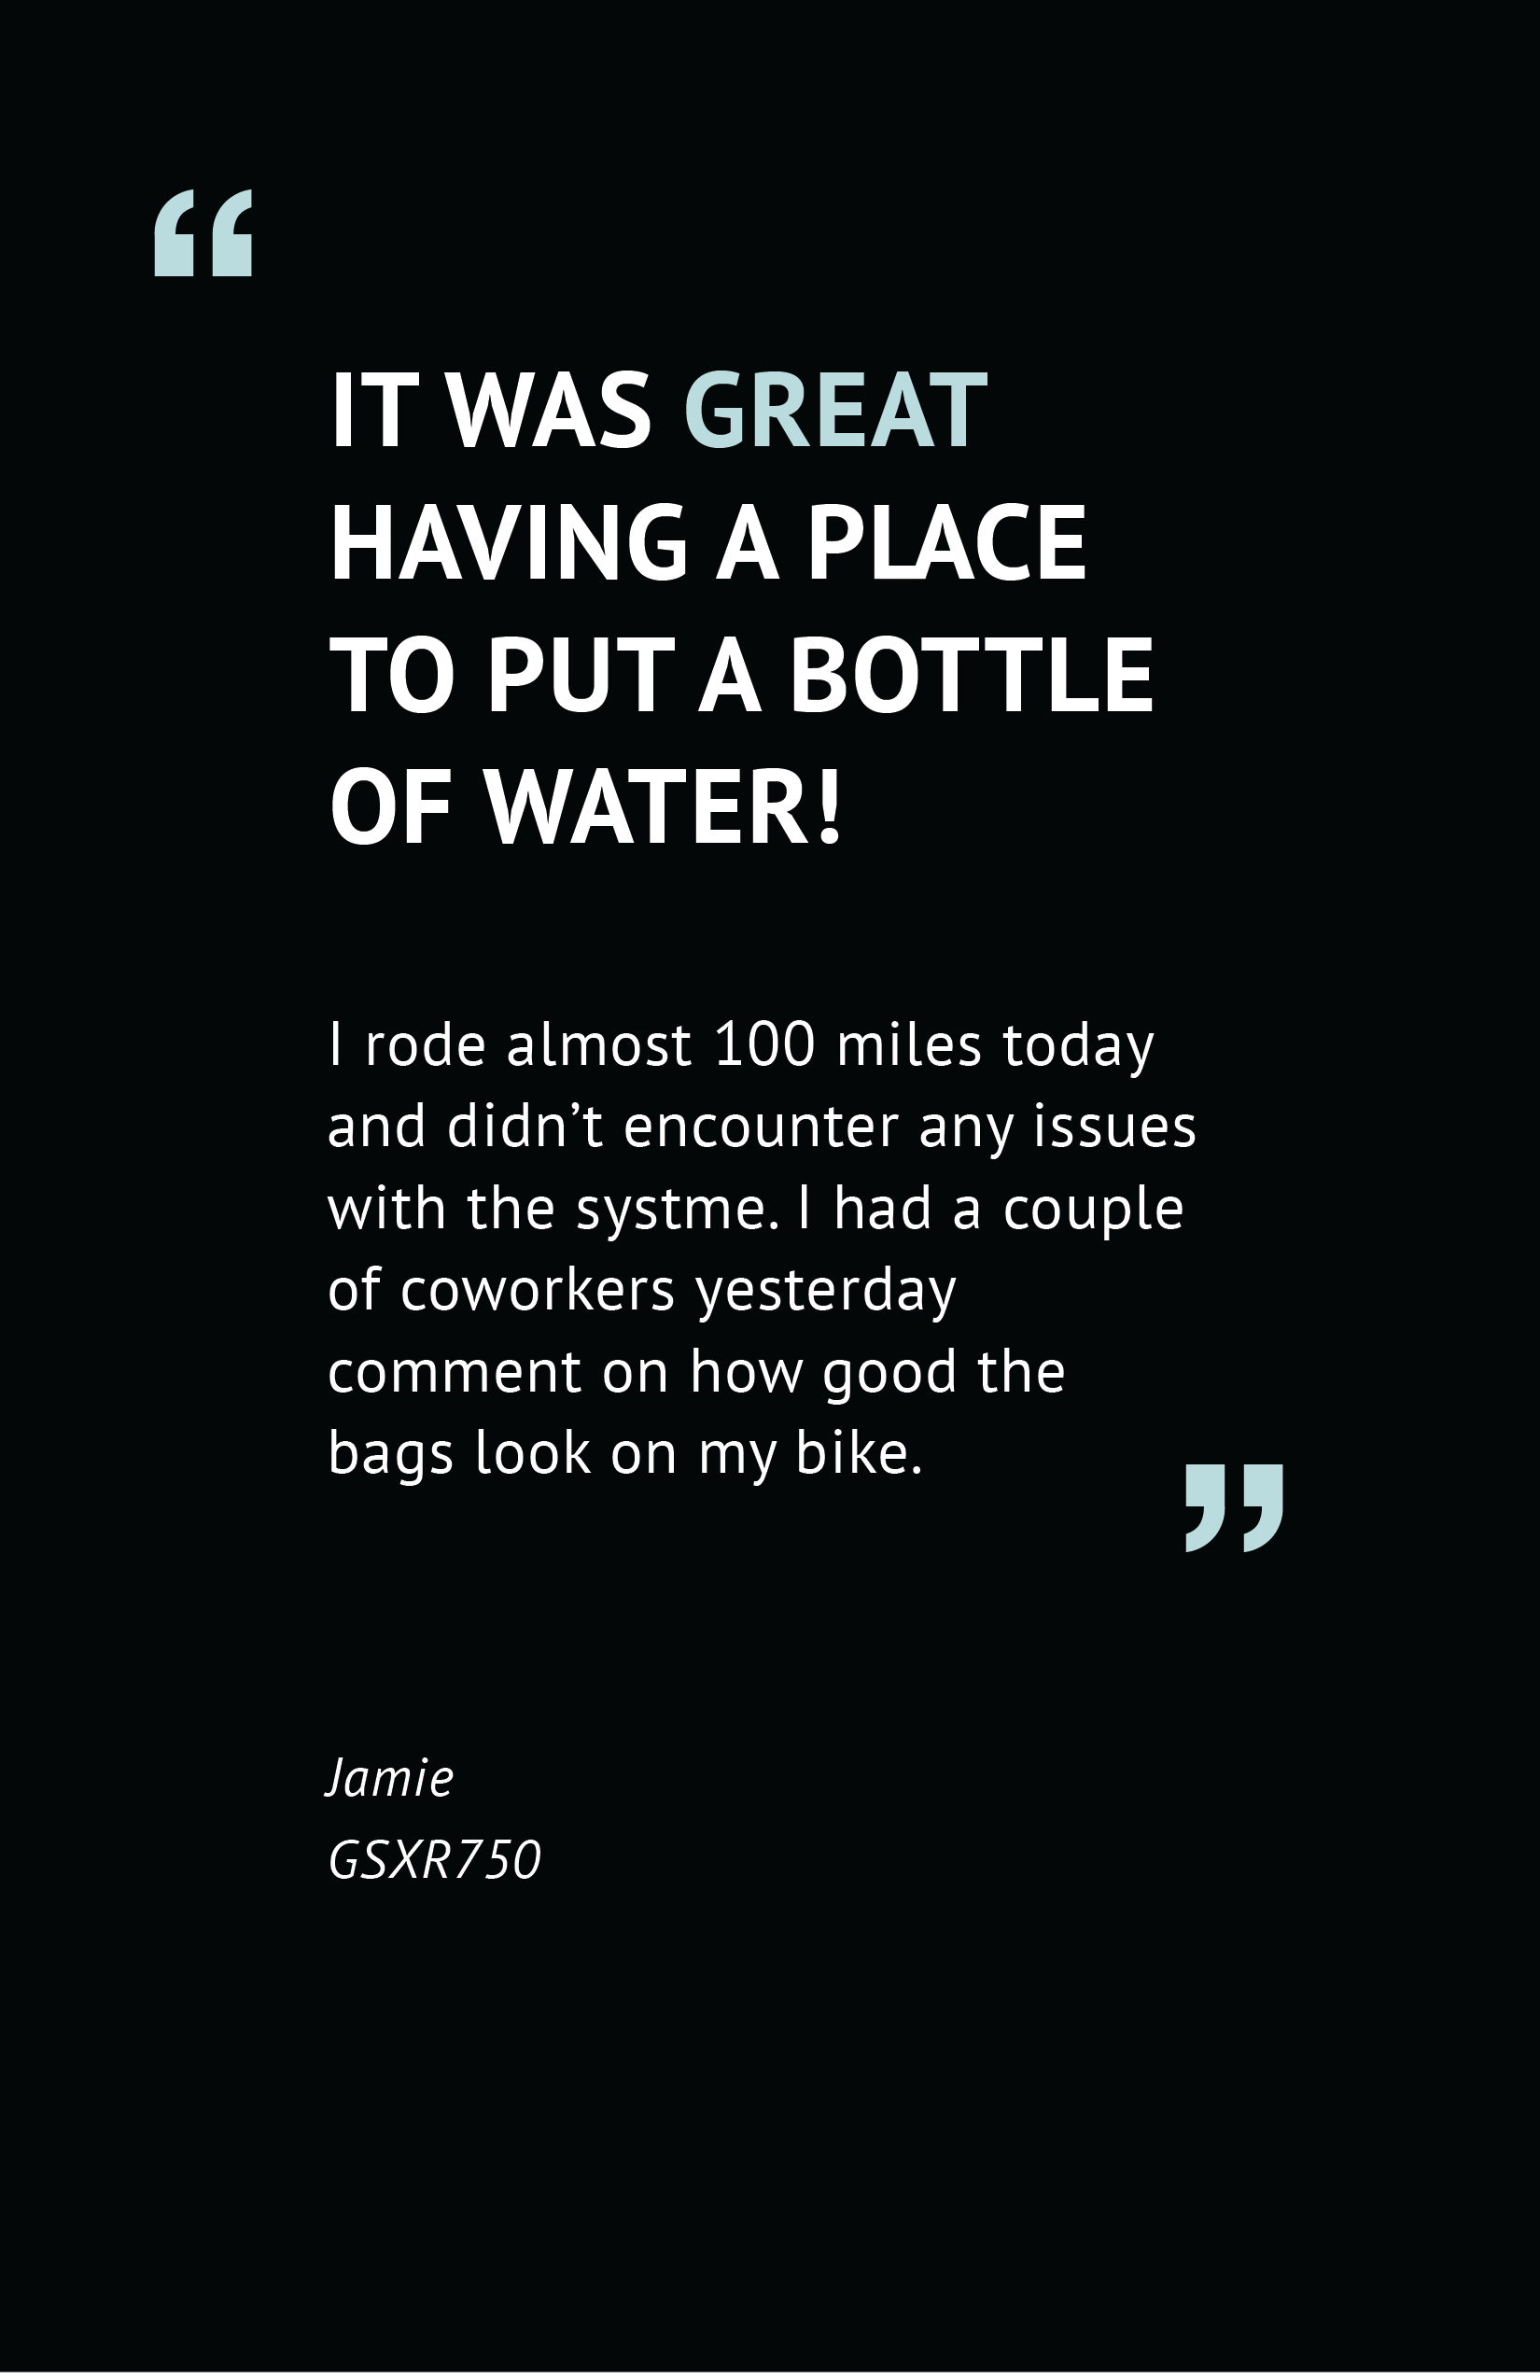 “
IT WAS GREAT
HAVING A PLACE
TO PUT A BOTTLE
OF WATER!
I rode almost 100 miles today
and didn’t encounter any issues
with the systme. I had a couple
of coworkers yesterday
comment on how good the
bags look on my bike.
”
Jamie
GSXR750